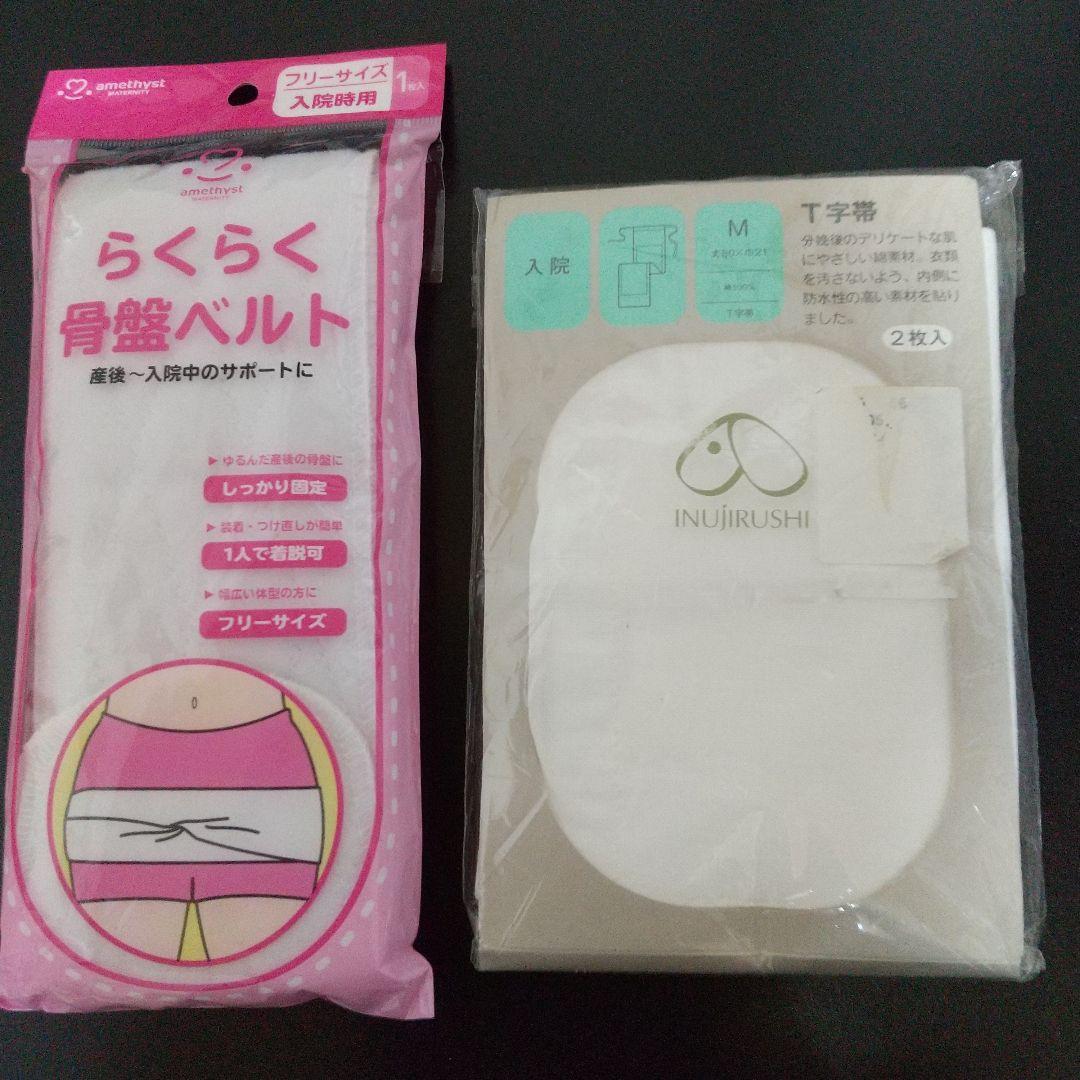 amethyst
MATERNITY
フリーサイズ
入院時用
1枚入
amethyst
MATERNITY
らくらく
骨盤ベルト
産後～入院中のサポートに
▶ ゆるんだ産後の骨盤に
しっかり固定
▶ 装着・つけ直しが簡単
1人で着脱可
▶ 幅広い体型の方に
フリーサイズ
入院
M
綿100%
T字帯
T字帯
分娩後のデリケートな肌
にやさしい綿素材。衣類
を汚さないよう、内側に
防水性の高い素材を貼り
ました。
2枚入
INUJIRUSHI